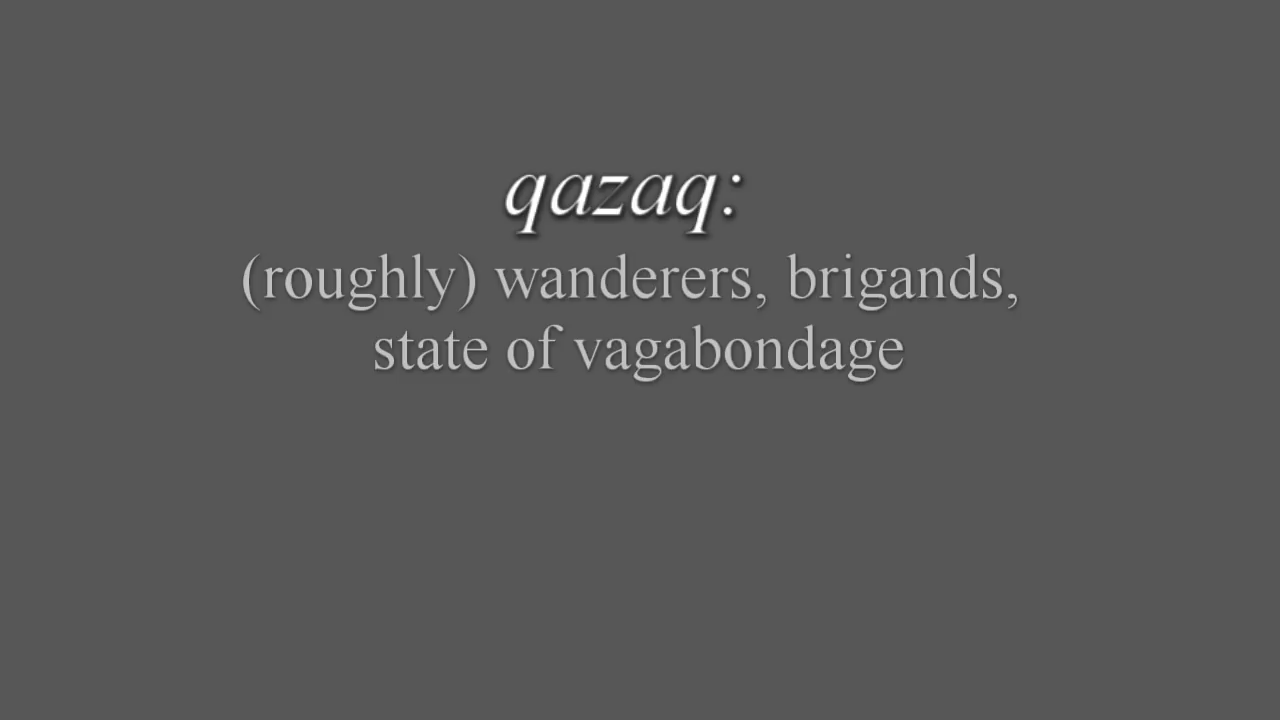 qazaq:
(roughly) wanderers, brigands,
state of vagabondage